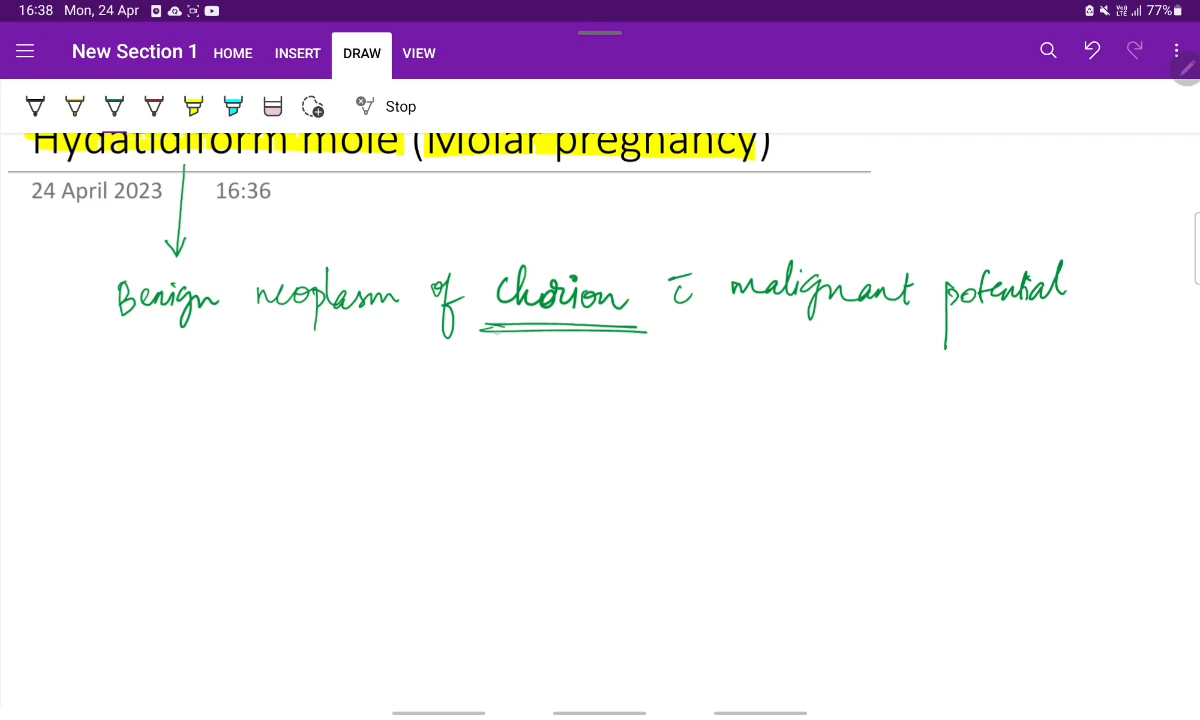 16:38 Mon, 24 Apr 77%
New Section 1 HOME INSERT DRAW VIEW
Stop
Hydatidiform mole (Molar pregnancy)
24 April 2023 16:36
Benign neoplasm of chorion c̄ malignant potential